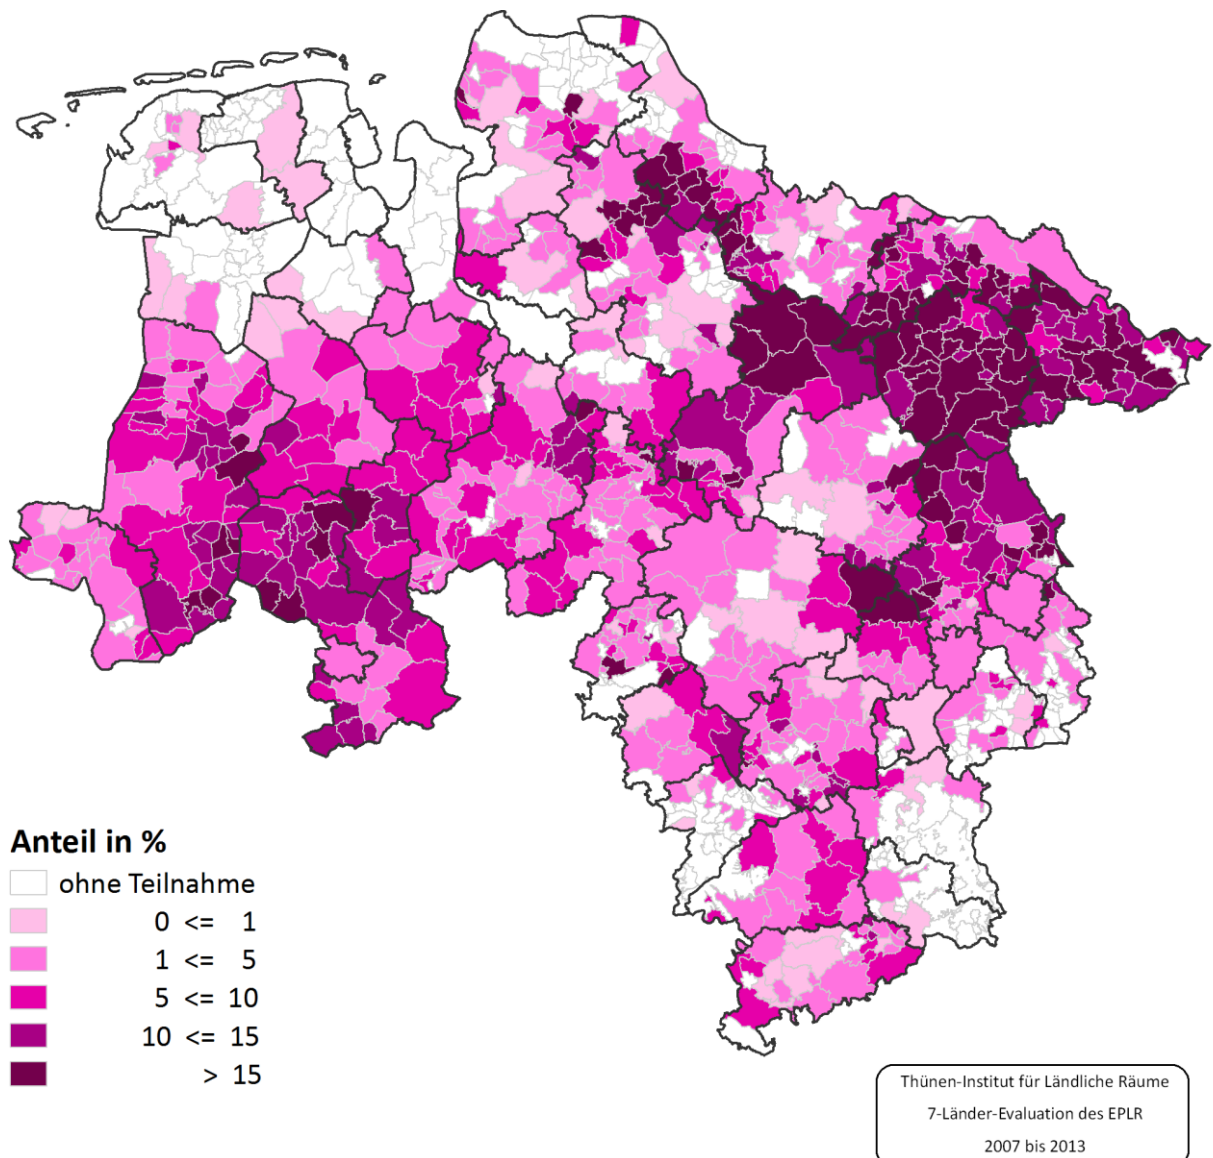 Anteil in %
ohne Teilnahme
0 <= 1
1 <= 5
5 <= 10
10 <= 15
> 15
Thünen-Institut für Ländliche Räume
7-Länder-Evaluation des EPLR
2007 bis 2013